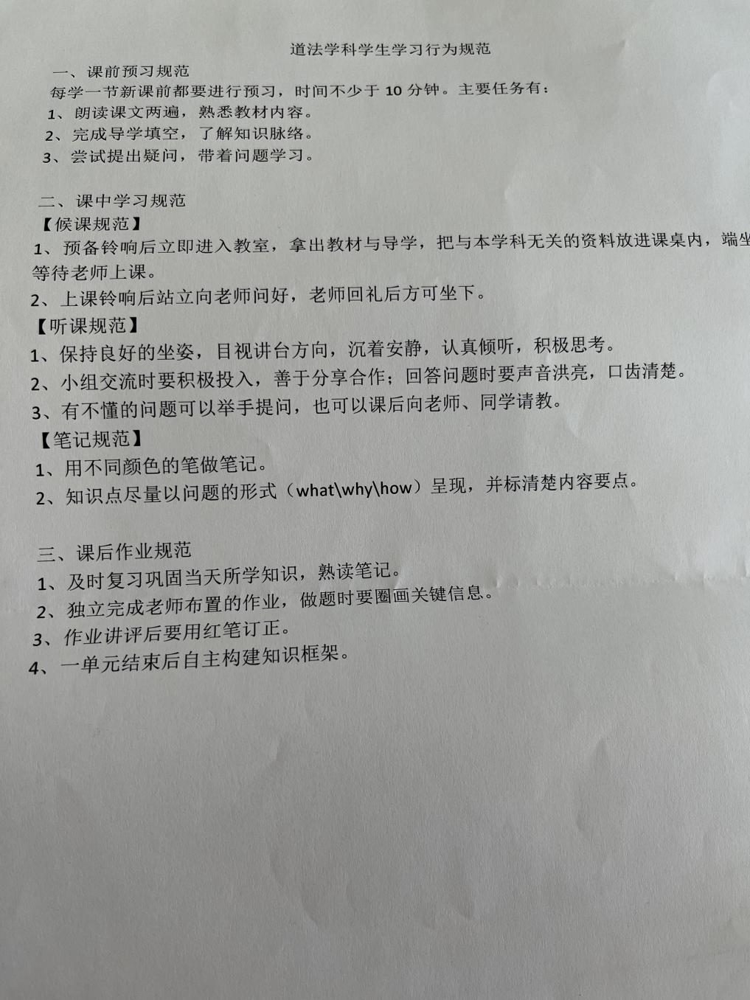 道法学科学生学习行为规范
一、课前预习规范
每学一节新课前都要进行预习，时间不少于 10 分钟。主要任务有：
1、朗读课文两遍，熟悉教材内容。
2、完成导学填空，了解知识脉络。
3、尝试提出疑问，带着问题学习。
二、课中学习规范
【候课规范】
1、预备铃响后立即进入教室，拿出教材与导学，把与本学科无关的资料放进课桌内，端坐
等待老师上课。
2、上课铃响后站立向老师问好，老师回礼后方可坐下。
【听课规范】
1、保持良好的坐姿，目视讲台方向，沉着安静，认真倾听，积极思考。
2、小组交流时要积极投入，善于分享合作；回答问题时要声音洪亮，口齿清楚。
3、有不懂的问题可以举手提问，也可以课后向老师、同学请教。
【笔记规范】
1、用不同颜色的笔做笔记。
2、知识点尽量以问题的形式（what\why\how）呈现，并标清楚内容要点。
三、课后作业规范
1、及时复习巩固当天所学知识，熟读笔记。
2、独立完成老师布置的作业，做题时要圈画关键信息。
3、作业讲评后要用红笔订正。
4、一单元结束后自主构建知识框架。